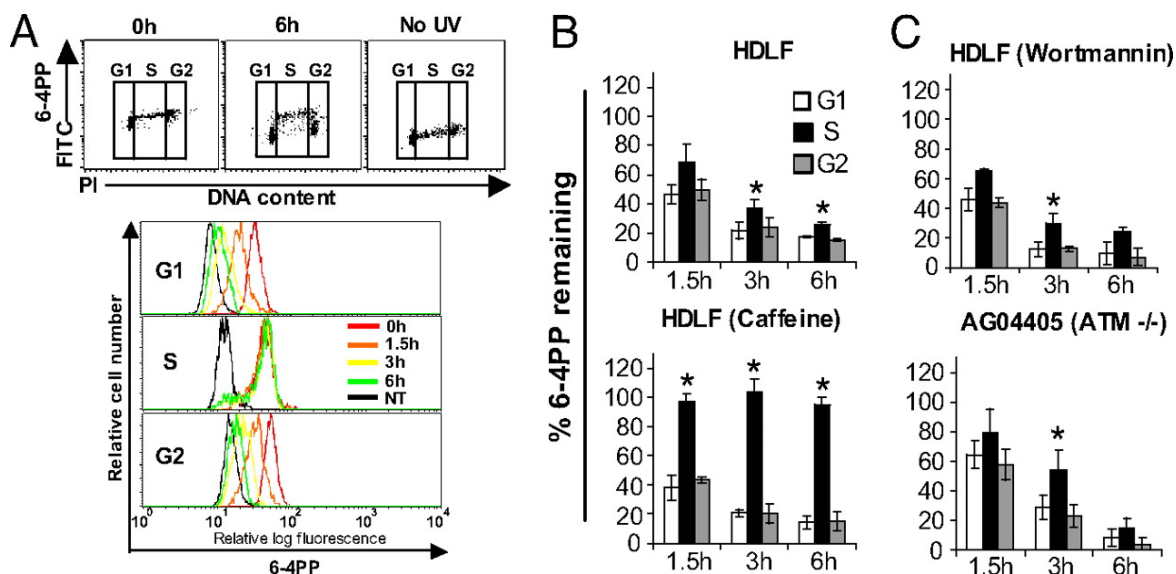 A
0h
6h
No UV
G1 S G2
G1 S G2
G1 S G2
6-4PP
FITC
PI
DNA content
Relative cell number
G1
S
G2
0h
1.5h
3h
6h
NT
10^0 10^1 10^2 10^3 10^4
Relative log fluorescence
6-4PP
B
% 6-4PP remaining
HDLF
G1
S
G2
120
100
80
60
40
20
0
* *
1.5h 3h 6h
HDLF (Caffeine)
120
100
80
60
40
20
0
* * *
1.5h 3h 6h
C
HDLF (Wortmannin)
120
100
80
60
40
20
0
*
1.5h 3h 6h
AG04405 (ATM -/-)
120
100
80
60
40
20
0
*
1.5h 3h 6h